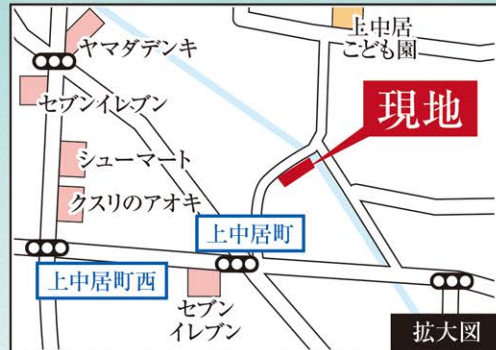 上中居
こども園
ヤマダデンキ
セブンイレブン
現地
シューマート
クスリのアオキ
上中居町
上中居町西
セブン
イレブン
拡大図